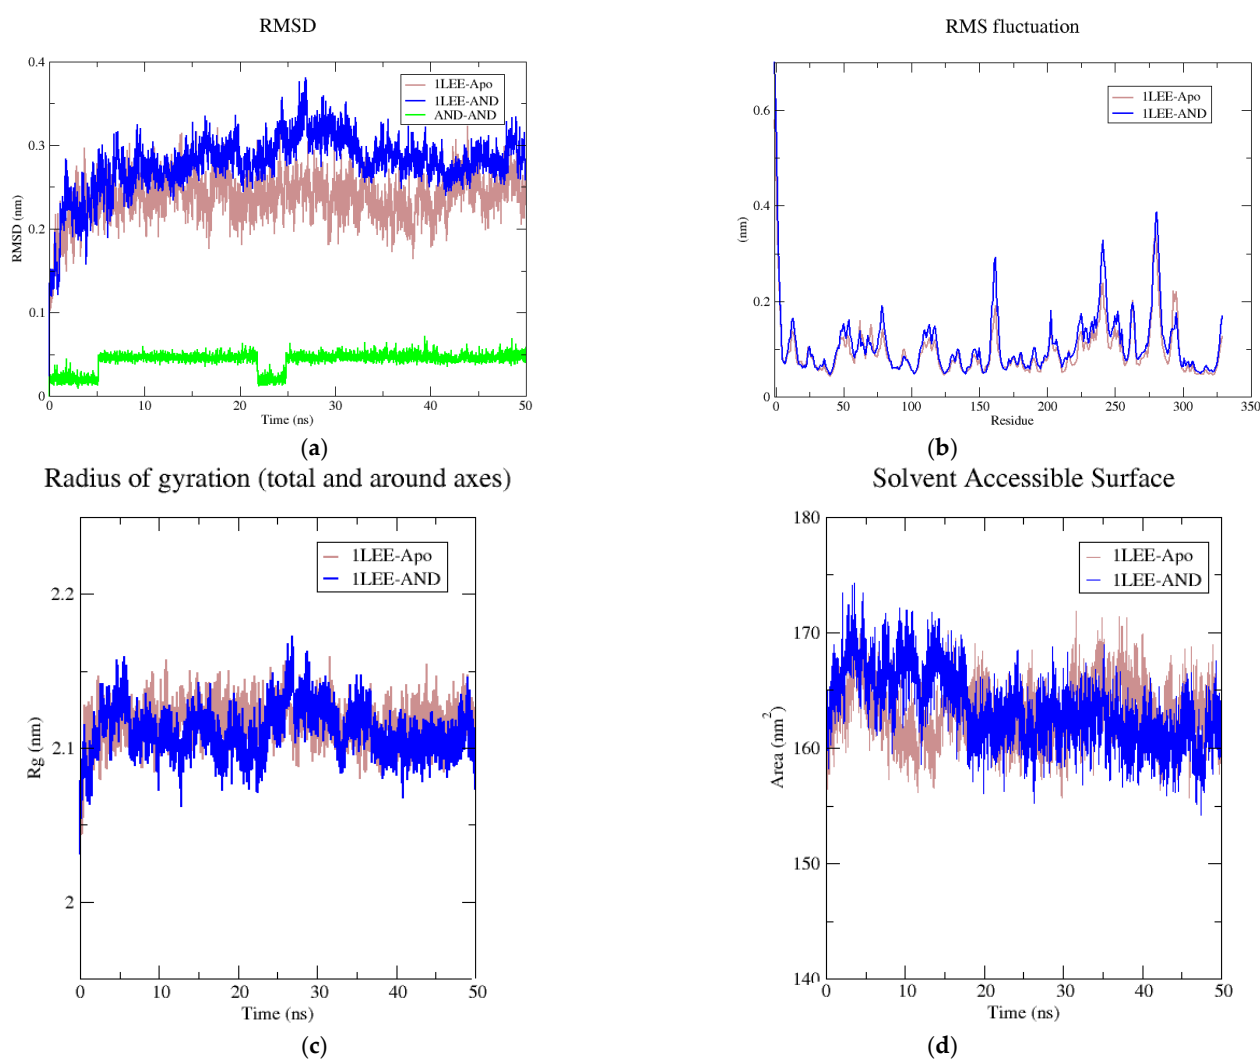 RMSD
0.4
0.3
0.2
0.1
0
RMSD (nm)
1LEE-Apo
1LEE-AND
AND-AND
0 10 20 30 40 50
Time (ns)
(a)
RMS fluctuation
0.6
0.4
0.2
0
(nm)
1LEE-Apo
1LEE-AND
0 50 100 150 200 250 300 350
Residue
(b)
Radius of gyration (total and around axes)
2.2
2.1
2
Rg (nm)
1LEE-Apo
1LEE-AND
0 10 20 30 40 50
Time (ns)
(c)
Solvent Accessible Surface
180
170
160
150
140
Area (nm²)
1LEE-Apo
1LEE-AND
0 10 20 30 40 50
Time (ns)
(d)